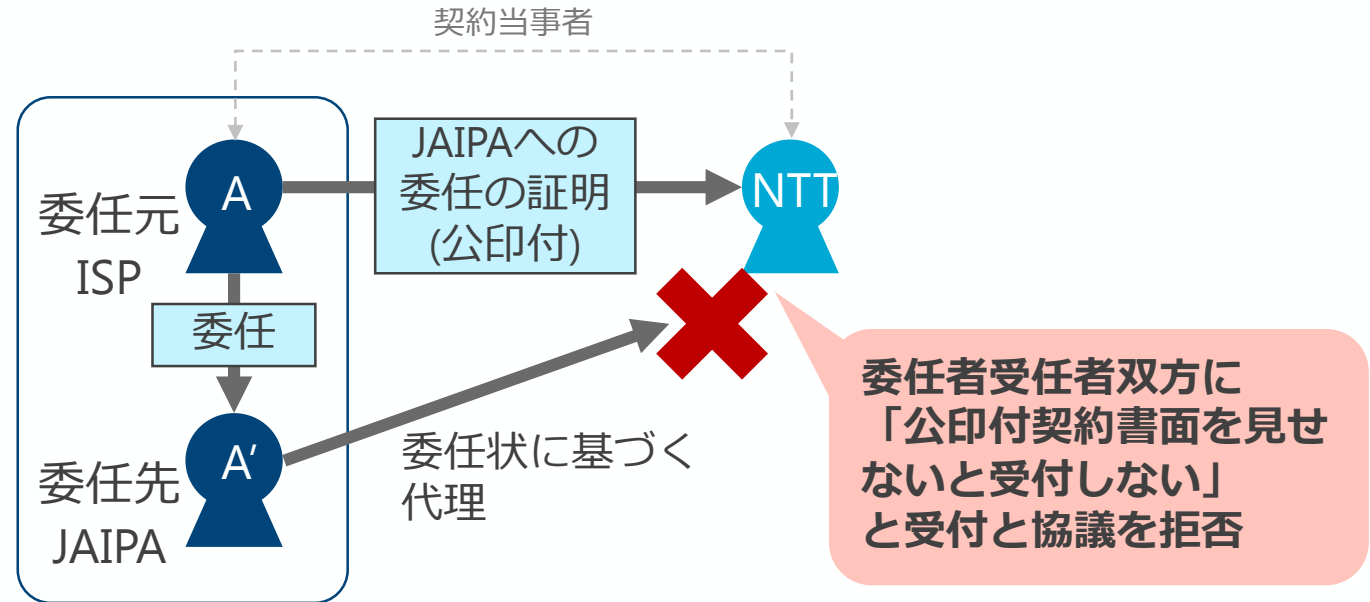 契約当事者
A
委任元
ISP
JAIPAへの
委任の証明
(公印付)
NTT
委任
A'
委任先
JAIPA
委任状に基づく
代理
委任者受任者双方に
「公印付契約書面を見せ
ないと受付しない」
と受付と協議を拒否